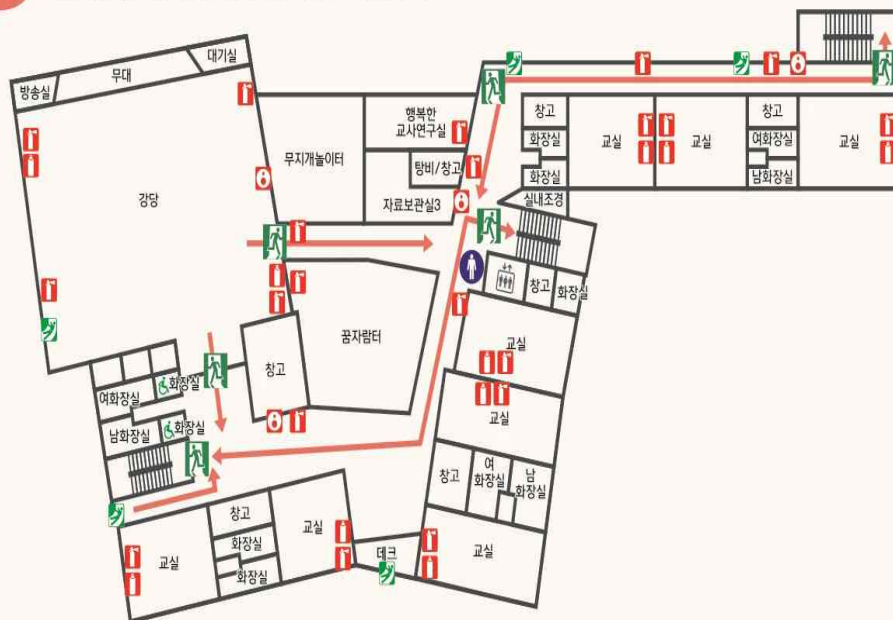 대기실
무대
방송실
강당
무지개놀이터
행복한
교사연구실
탕비/창고
자료보관실3
창고
화장실
화장실
교실
교실
창고
여화장실
남화장실
교실
실내조경
창고
화장실
꿈자람터
창고
교실
교실
화장실
여화장실
화장실
남화장실
창고
여
화장실
남
화장실
교실
데크
교실
창고
화장실
화장실
교실